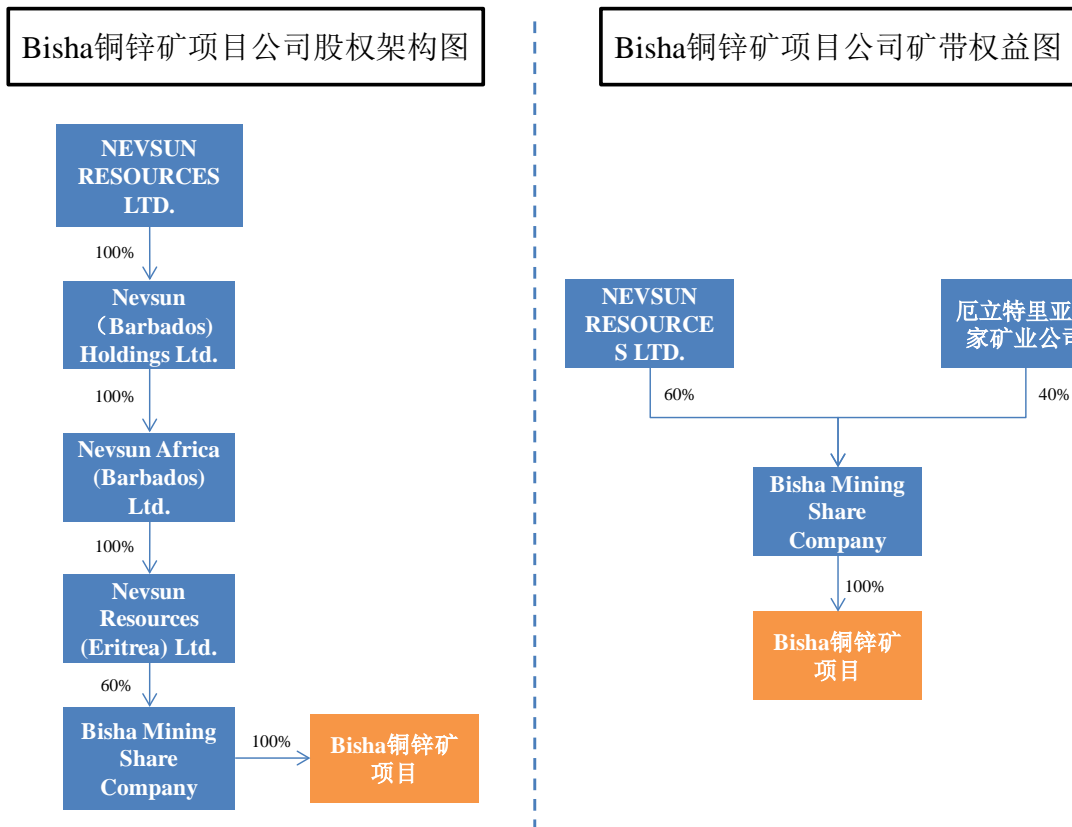 Bisha铜锌矿项目公司股权架构图
NEVSUN
RESOURCES
LTD.
100%
Nevsun
（Barbados)
Holdings Ltd.
100%
Nevsun Africa
(Barbados)
Ltd.
100%
Nevsun
Resources
(Eritrea) Ltd.
60%
Bisha Mining
Share
Company
100%
Bisha铜锌矿
项目
Bisha铜锌矿项目公司矿带权益图
NEVSUN
RESOURCE
S LTD.
60%
厄立特里亚
家矿业公司
40%
Bisha Mining
Share
Company
100%
Bisha铜锌矿
项目